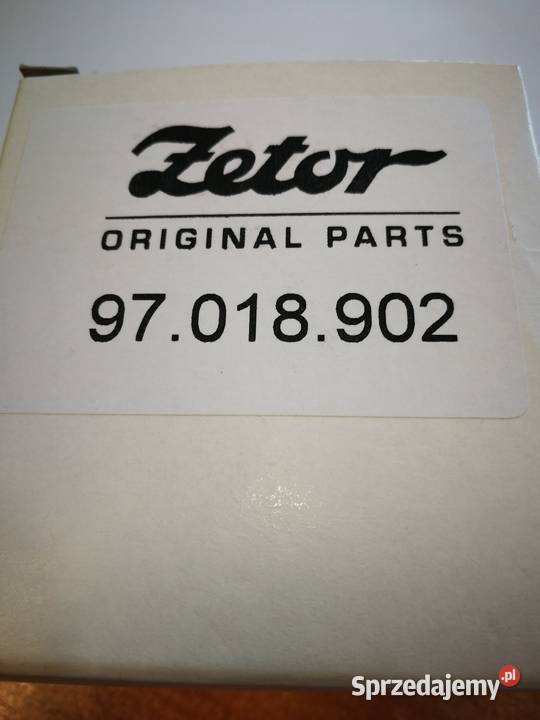 Zetor
ORIGINAL PARTS
97.018.902
Sprzedajemy.pl